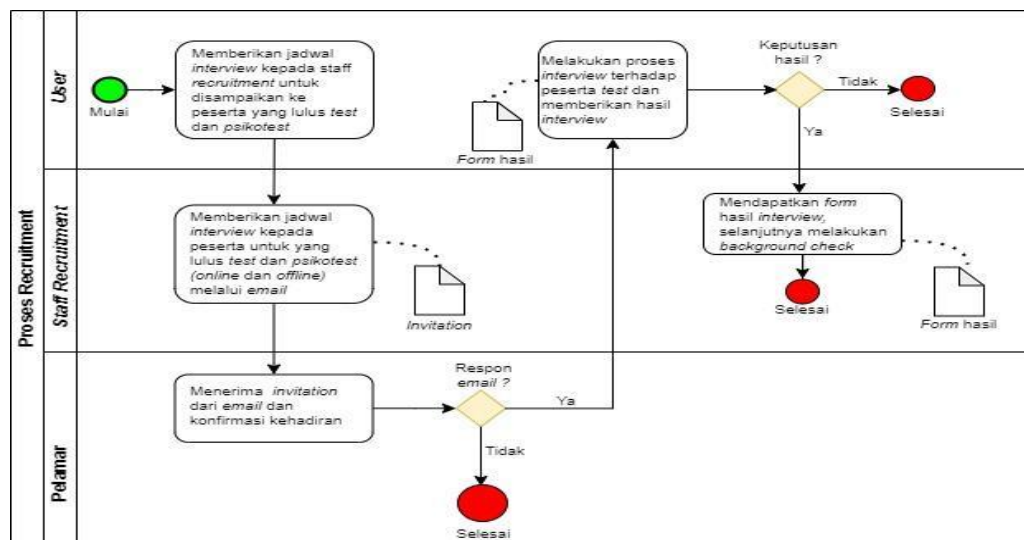 Proses Recruitment
User
Mulai
Memberikan jadwal
interview kepada staff
recruitment untuk
disampaikan ke
peserta yang lulus test
dan psikotest
Form hasil
Melakukan proses
interview terhadap
peserta test dan
memberikan hasil
interview
Keputusan
hasil ?
Tidak
Selesai
Ya
Staff Recruitment
Memberikan jadwal
interview kepada
peserta untuk yang
lulus test dan psikotest
(online dan offline)
melalui email
Invitation
Mendapatkan form
hasil interview,
selanjutnya melakukan
background check
Selesai
Form hasil
Pelamar
Menerima invitation
dari email dan
konfirmasi kehadiran
Respon
email ?
Ya
Tidak
Selesai